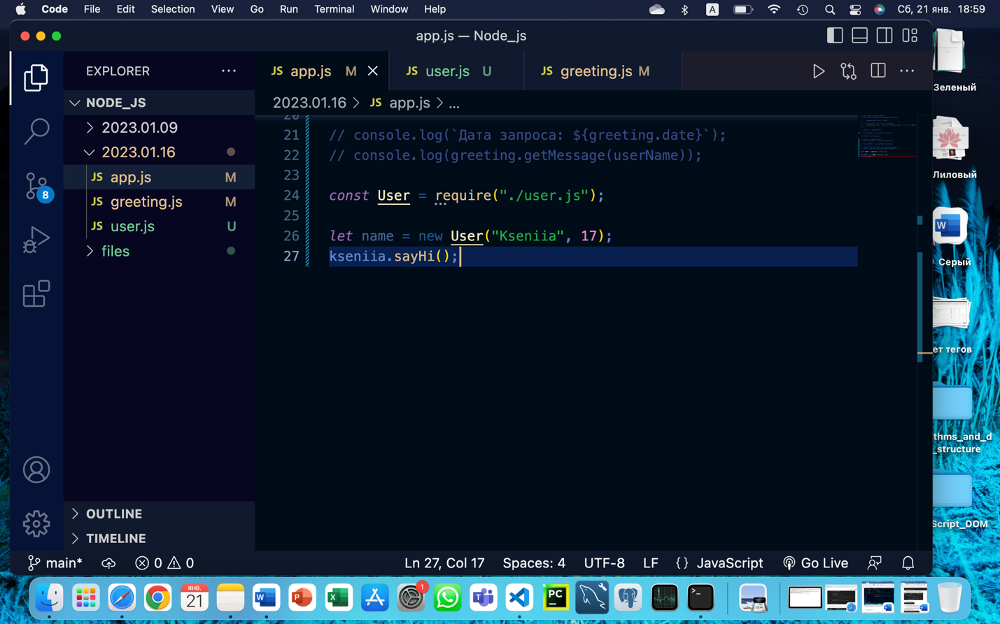 Code File Edit Selection View Go Run Terminal Window Help A Сб, 21 янв. 18:59
app.js — Node_js
EXPLORER
JS app.js M
JS user.js U
JS greeting.js M
NODE_JS
2023.01.16 > JS app.js > ...
2023.01.09
2023.01.16
JS app.js M
JS greeting.js M
JS user.js U
files
20
21 // console.log(`Дата запроса: ${greeting.date}`);
22 // console.log(greeting.getMessage(userName));
23
24 const User = require("./user.js");
25
26 let name = new User("Kseniia", 17);
27 kseniia.sayHi();
8
OUTLINE
TIMELINE
main* 0 0 Ln 27, Col 17 Spaces: 4 UTF-8 LF {} JavaScript Go Live
Зеленый
Лиловый
W
Серый
ет тегов
thms_and_d
_structure
Script_DOM
ЯНВ.
21
W
P
X
1
PC
>_